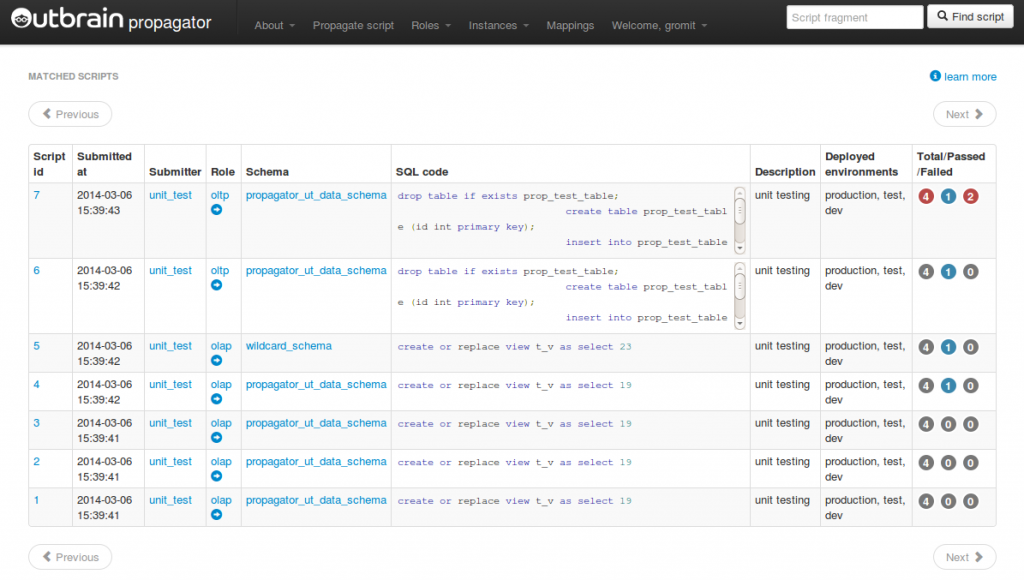 Outbrain propagator
About Propagate script Roles Instances Mappings Welcome, gromit Script fragment Find script
MATCHED SCRIPTS learn more
Previous Next
Script id Submitted at Submitter Role Schema SQL code Description Deployed environments Total/Passed/Failed
7 2014-03-06 unit_test oltp propagator_ut_data_schema drop table if exists prop_test_table; unit testing production, test, 4 1 2
15:39:43 create table prop_test_tabl dev
e (id int primary key);
insert into prop_test_table
6 2014-03-06 unit_test oltp propagator_ut_data_schema drop table if exists prop_test_table; unit testing production, test, 4 1 0
15:39:42 create table prop_test_tabl dev
e (id int primary key);
insert into prop_test_table
5 2014-03-06 unit_test olap wildcard_schema create or replace view t_v as select 23 unit testing production, test, 4 1 0
15:39:42 dev
4 2014-03-06 unit_test olap propagator_ut_data_schema create or replace view t_v as select 19 unit testing production, test, 4 1 0
15:39:42 dev
3 2014-03-06 unit_test olap propagator_ut_data_schema create or replace view t_v as select 19 unit testing production, test, 4 0 0
15:39:41 dev
2 2014-03-06 unit_test olap propagator_ut_data_schema create or replace view t_v as select 19 unit testing production, test, 4 0 0
15:39:41 dev
1 2014-03-06 unit_test olap propagator_ut_data_schema create or replace view t_v as select 19 unit testing production, test, 4 0 0
15:39:41 dev
Previous Next